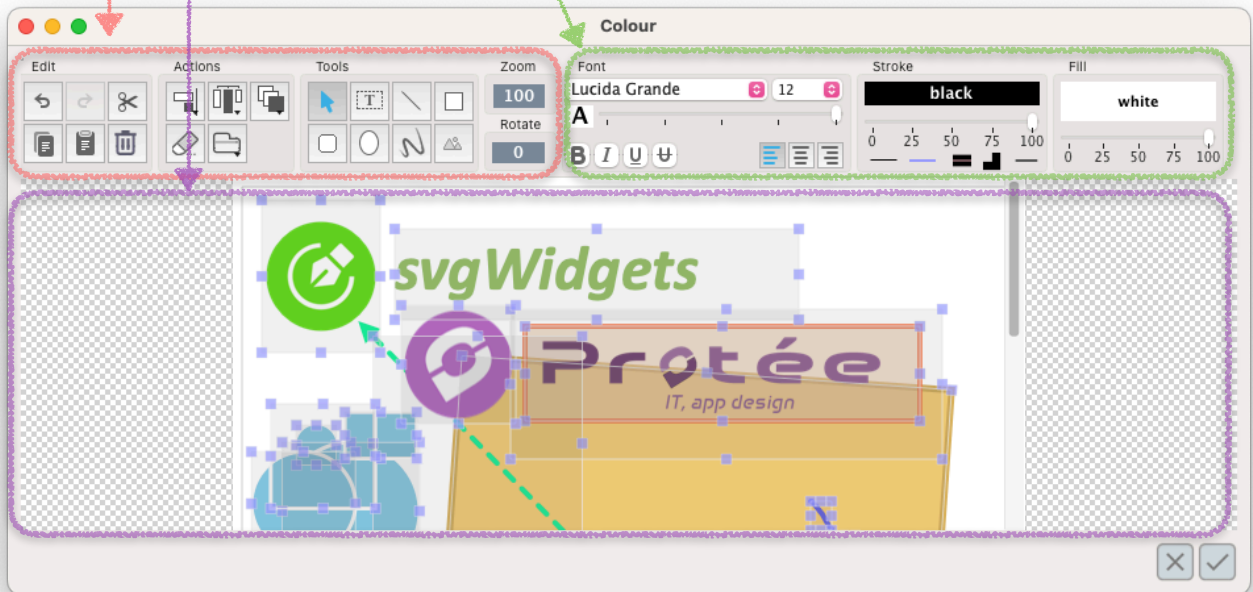 Colour
Edit
Actions
Tools
Zoom
Font
Stroke
Fill
100
Lucida Grande
12
black
white
T
A
Rotate
0
B I U U
0 25 50 75 100
0 25 50 75 100
svgWidgets
Protée
IT, app design